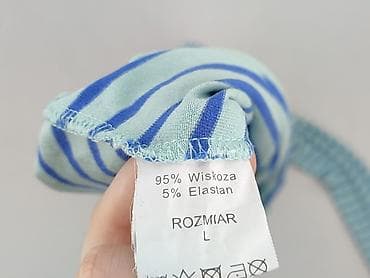 95% Wiskoza
5% Elastan
ROZMIAR
L